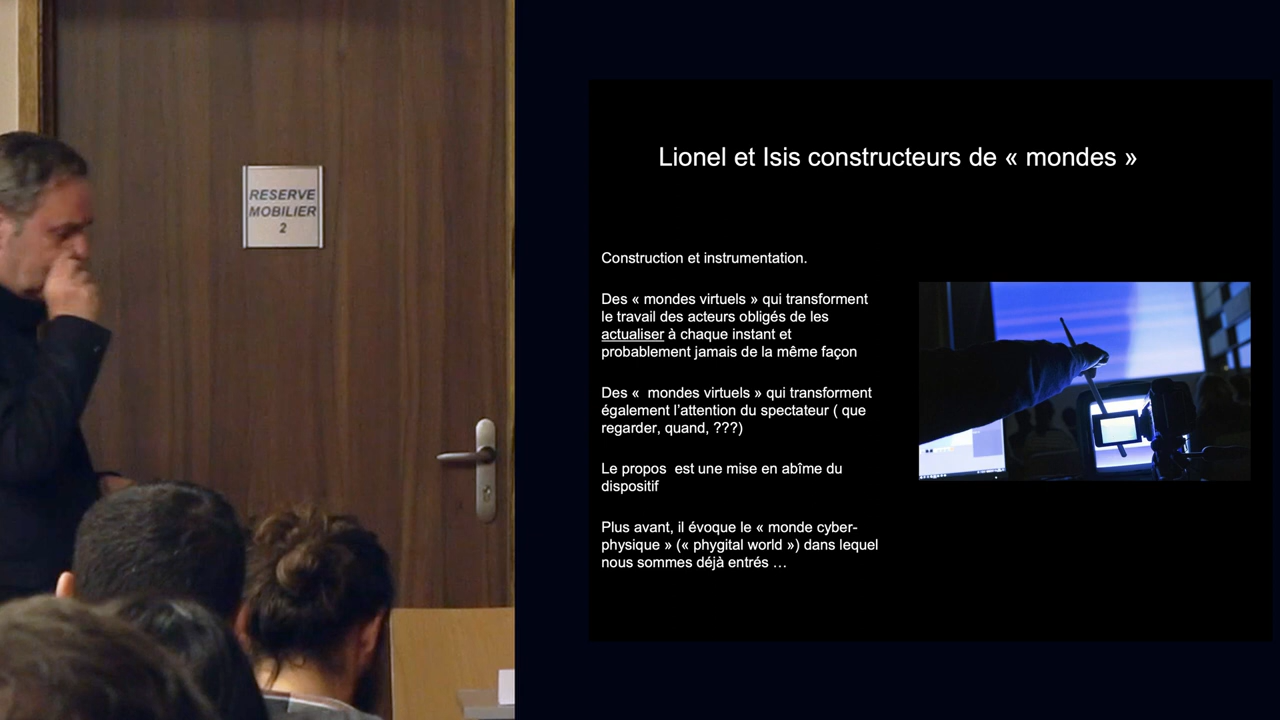 RESERVE
MOBILIER
2
Lionel et Isis constructeurs de « mondes »
Construction et instrumentation.
Des « mondes virtuels » qui transforment
le travail des acteurs obligés de les
actualiser à chaque instant et
probablement jamais de la même façon
Des «  mondes virtuels » qui transforment
également l’attention du spectateur ( que
regarder, quand, ???)
Le propos  est une mise en abîme du
dispositif
Plus avant, il évoque le « monde cyber-
physique » (« phygital world ») dans lequel
nous sommes déjà entrés …